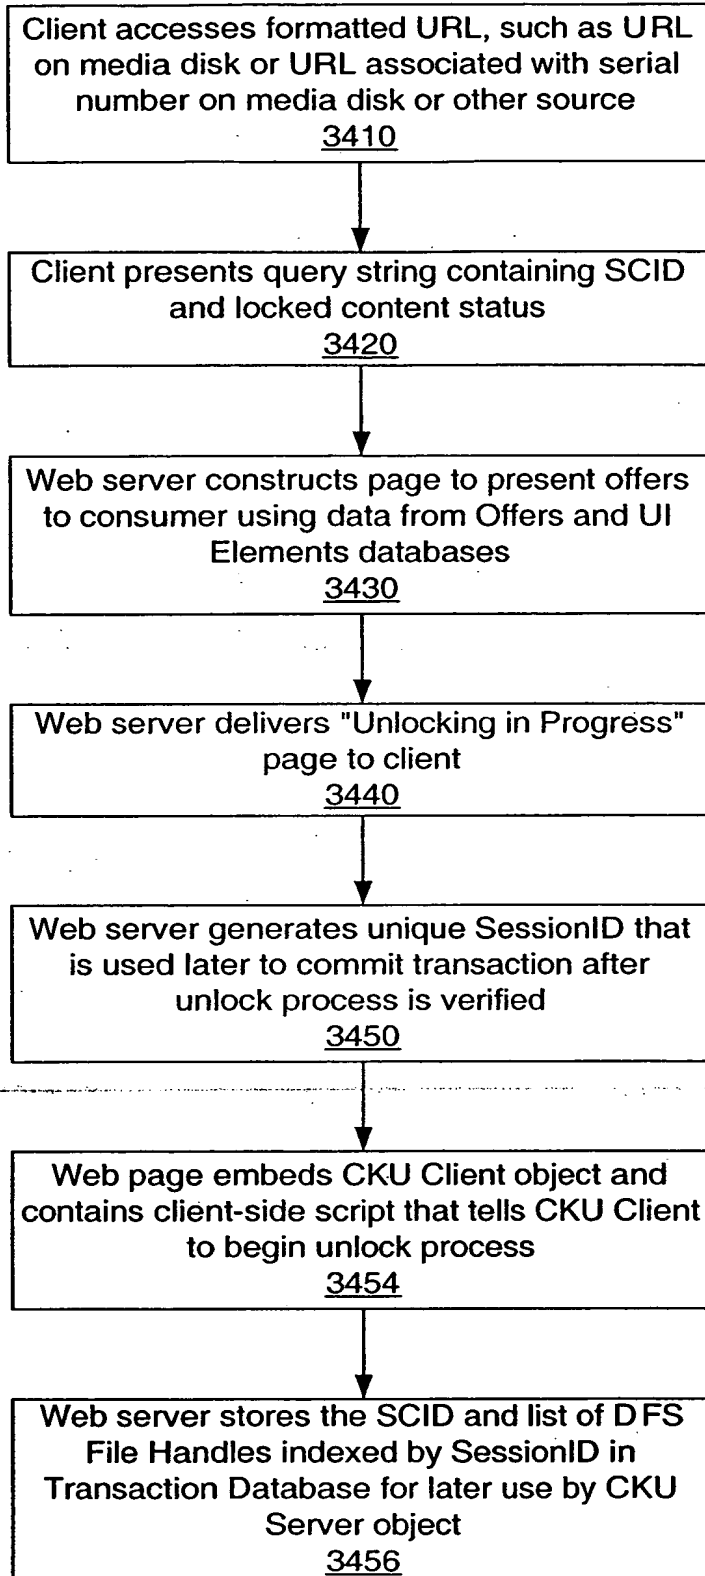 Client accesses formatted URL, such as URL
on media disk or URL associated with serial
number on media disk or other source
3410
Client presents query string containing SCID
and locked content status
3420
Web server constructs page to present offers
to consumer using data from Offers and UI
Elements databases
3430
Web server delivers "Unlocking in Progress"
page to client
3440
Web server generates unique SessionID that
is used later to commit transaction after
unlock process is verified
3450
Web page embeds CKU Client object and
contains client-side script that tells CKU Client
to begin unlock process
3454
Web server stores the SCID and list of DFS
File Handles indexed by SessionID in
Transaction Database for later use by CKU
Server object
3456